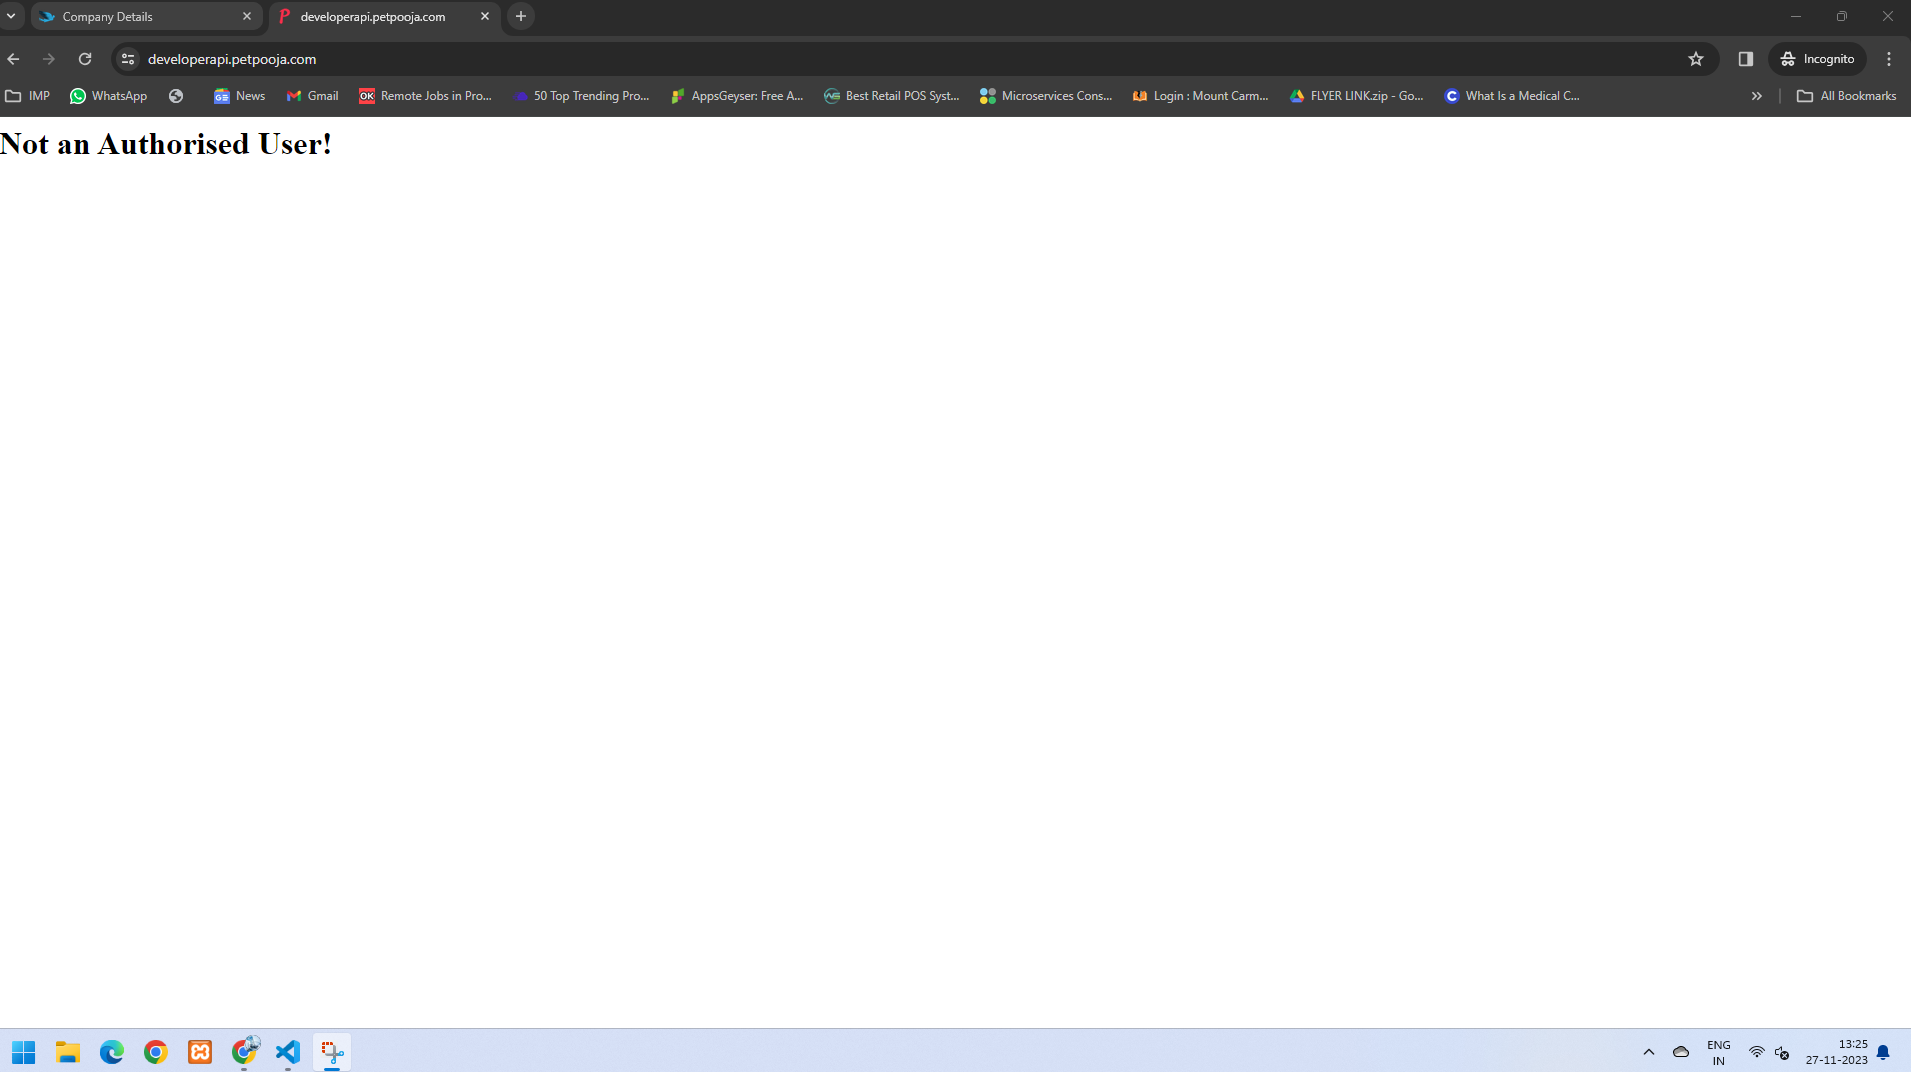 Company Details
developerapi.petpooja.com
developerapi.petpooja.com
Incognito
IMP
WhatsApp
News
Gmail
OK
Remote Jobs in Pro...
50 Top Trending Pro...
AppsGeyser: Free A...
Best Retail POS Syst...
Microservices Cons...
Login : Mount Carm...
FLYER LINK.zip - Go...
What Is a Medical C...
All Bookmarks
Not an Authorised User!
ENG
IN
13:25
27-11-2023